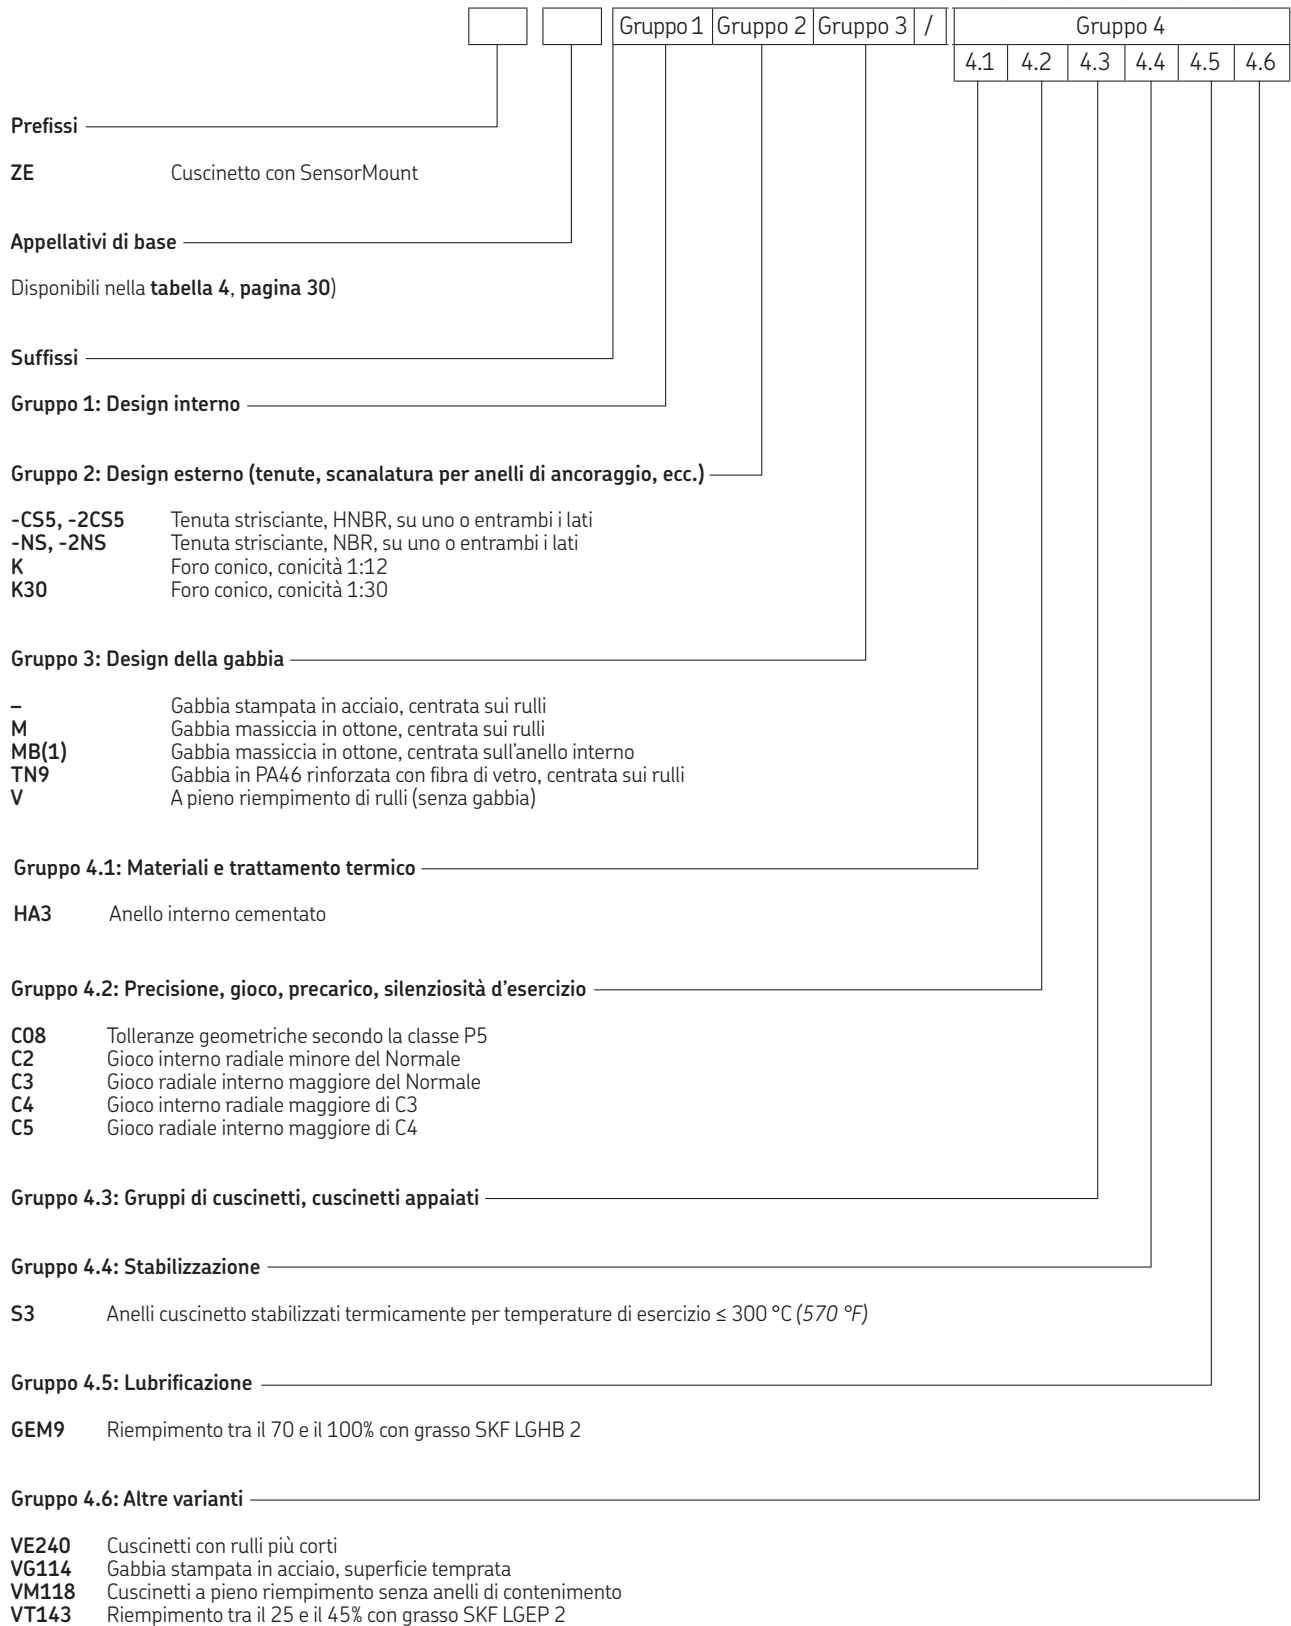 Gruppo 1 Gruppo 2 Gruppo 3 / Gruppo 4
4.1 4.2 4.3 4.4 4.5 4.6
Prefissi
ZE Cuscinetto con SensorMount
Appellativi di base
Disponibili nella tabella 4, pagina 30)
Suffissi
Gruppo 1: Design interno
Gruppo 2: Design esterno (tenute, scanalatura per anelli di ancoraggio, ecc.)
-CS5, -2CS5 Tenuta strisciante, HNBR, su uno o entrambi i lati
-NS, -2NS Tenuta strisciante, NBR, su uno o entrambi i lati
K Foro conico, conicità 1:12
K30 Foro conico, conicità 1:30
Gruppo 3: Design della gabbia
– Gabbia stampata in acciaio, centrata sui rulli
M Gabbia massiccia in ottone, centrata sui rulli
MB(1) Gabbia massiccia in ottone, centrata sull'anello interno
TN9 Gabbia in PA46 rinforzata con fibra di vetro, centrata sui rulli
V A pieno riempimento di rulli (senza gabbia)
Gruppo 4.1: Materiali e trattamento termico
HA3 Anello interno cementato
Gruppo 4.2: Precisione, gioco, precarico, silenziosità d'esercizio
C08 Tolleranze geometriche secondo la classe P5
C2 Gioco interno radiale minore del Normale
C3 Gioco radiale interno maggiore del Normale
C4 Gioco interno radiale maggiore di C3
C5 Gioco radiale interno maggiore di C4
Gruppo 4.3: Gruppi di cuscinetti, cuscinetti appaiati
Gruppo 4.4: Stabilizzazione
S3 Anelli cuscinetto stabilizzati termicamente per temperature di esercizio ≤ 300 °C (570 °F)
Gruppo 4.5: Lubrificazione
GEM9 Riempimento tra il 70 e il 100% con grasso SKF LGHB 2
Gruppo 4.6: Altre varianti
VE240 Cuscinetti con rulli più corti
VG114 Gabbia stampata in acciaio, superficie temprata
VM118 Cuscinetti a pieno riempimento senza anelli di contenimento
VT143 Riempimento tra il 25 e il 45% con grasso SKF LGEP 2